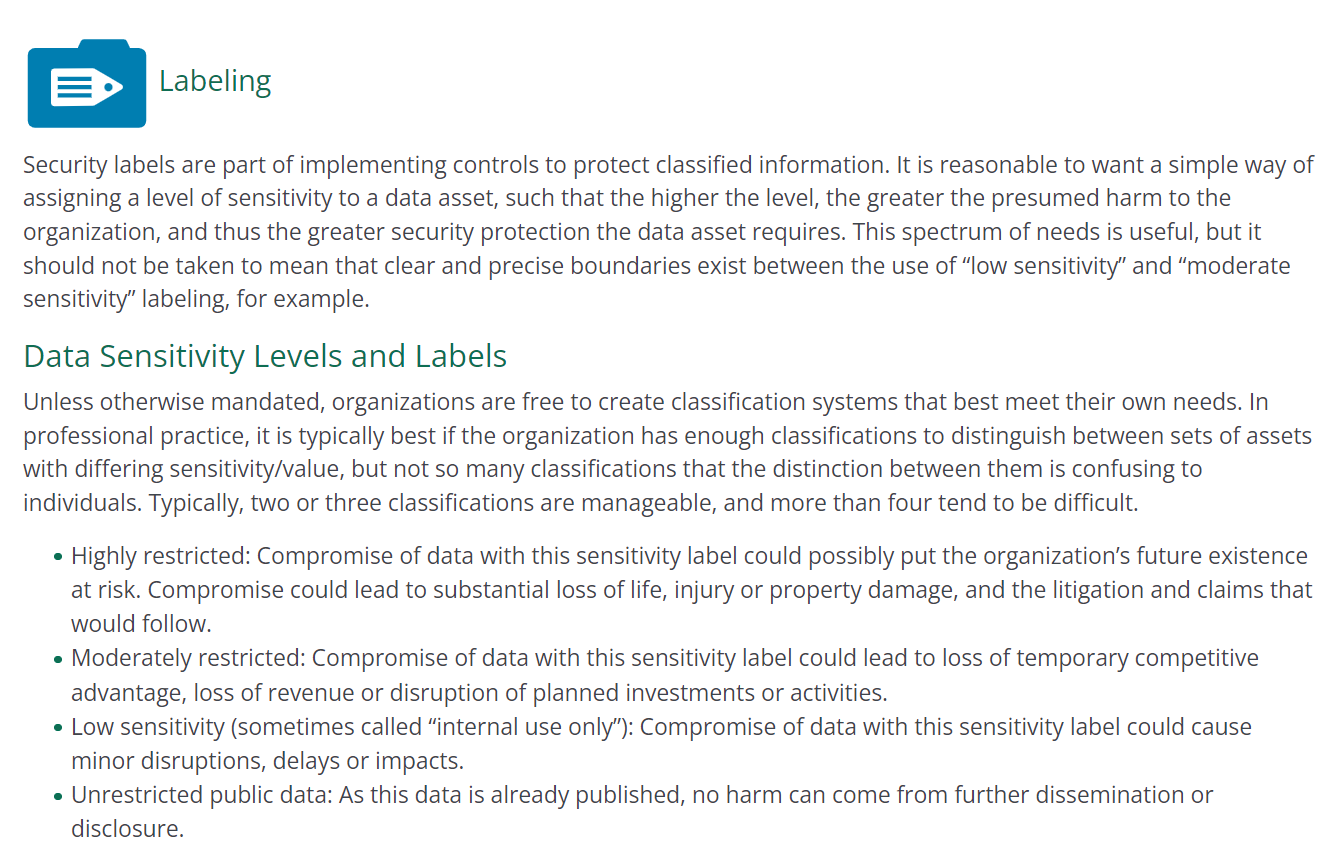 Labeling
Security labels are part of implementing controls to protect classified information. It is reasonable to want a simple way of
assigning a level of sensitivity to a data asset, such that the higher the level, the greater the presumed harm to the
organization, and thus the greater security protection the data asset requires. This spectrum of needs is useful, but it
should not be taken to mean that clear and precise boundaries exist between the use of “low sensitivity” and “moderate
sensitivity” labeling, for example.
Data Sensitivity Levels and Labels
Unless otherwise mandated, organizations are free to create classification systems that best meet their own needs. In
professional practice, it is typically best if the organization has enough classifications to distinguish between sets of assets
with differing sensitivity/value, but not so many classifications that the distinction between them is confusing to
individuals. Typically, two or three classifications are manageable, and more than four tend to be difficult.
• Highly restricted: Compromise of data with this sensitivity label could possibly put the organization’s future existence
at risk. Compromise could lead to substantial loss of life, injury or property damage, and the litigation and claims that
would follow.
• Moderately restricted: Compromise of data with this sensitivity label could lead to loss of temporary competitive
advantage, loss of revenue or disruption of planned investments or activities.
• Low sensitivity (sometimes called “internal use only”): Compromise of data with this sensitivity label could cause
minor disruptions, delays or impacts.
• Unrestricted public data: As this data is already published, no harm can come from further dissemination or
disclosure.